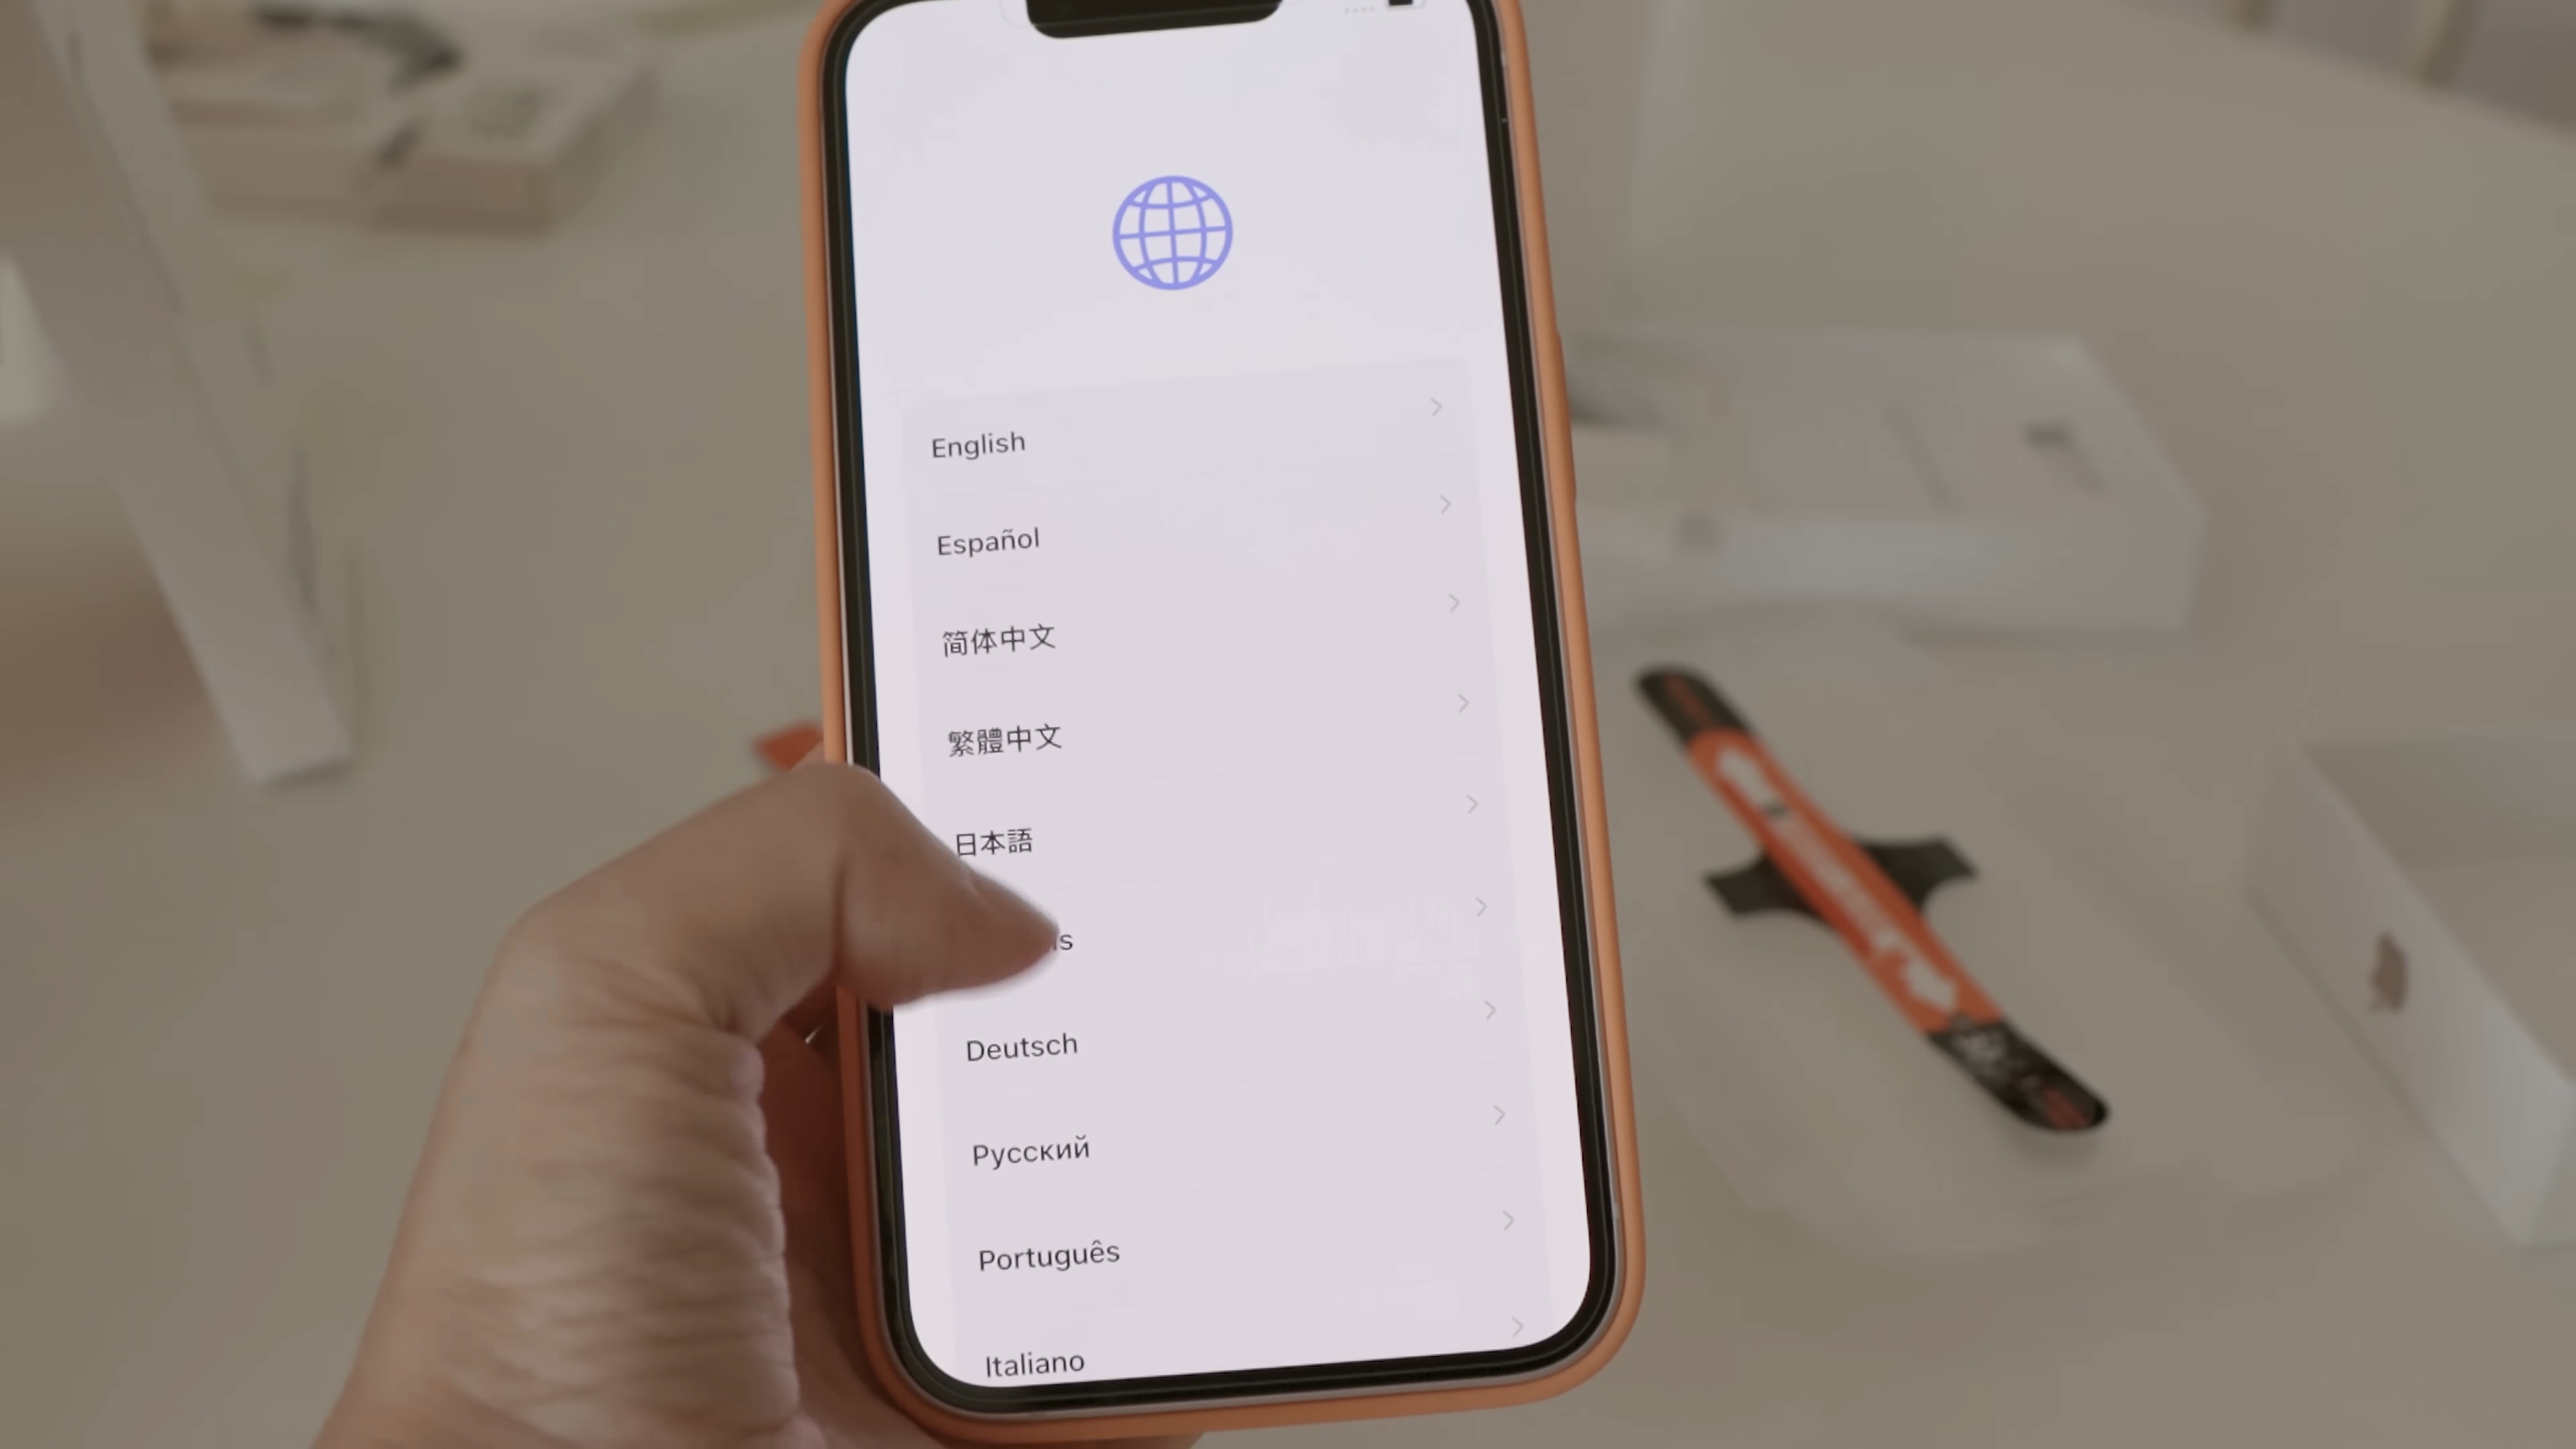 English
Español
简体中文
繁體中文
日本語
Deutsch
Русский
Português
Italiano